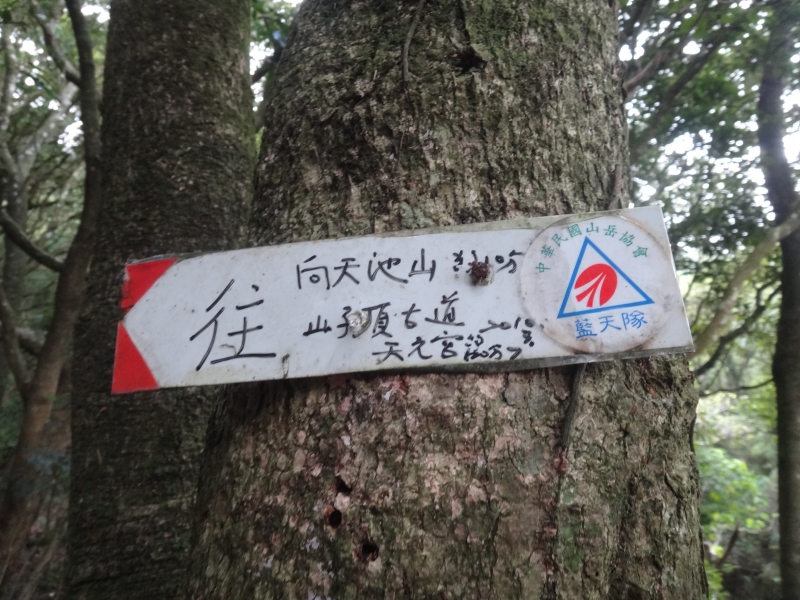 往
向天池山
山子頂古道
天元宮
中華民國山岳協會
藍天隊